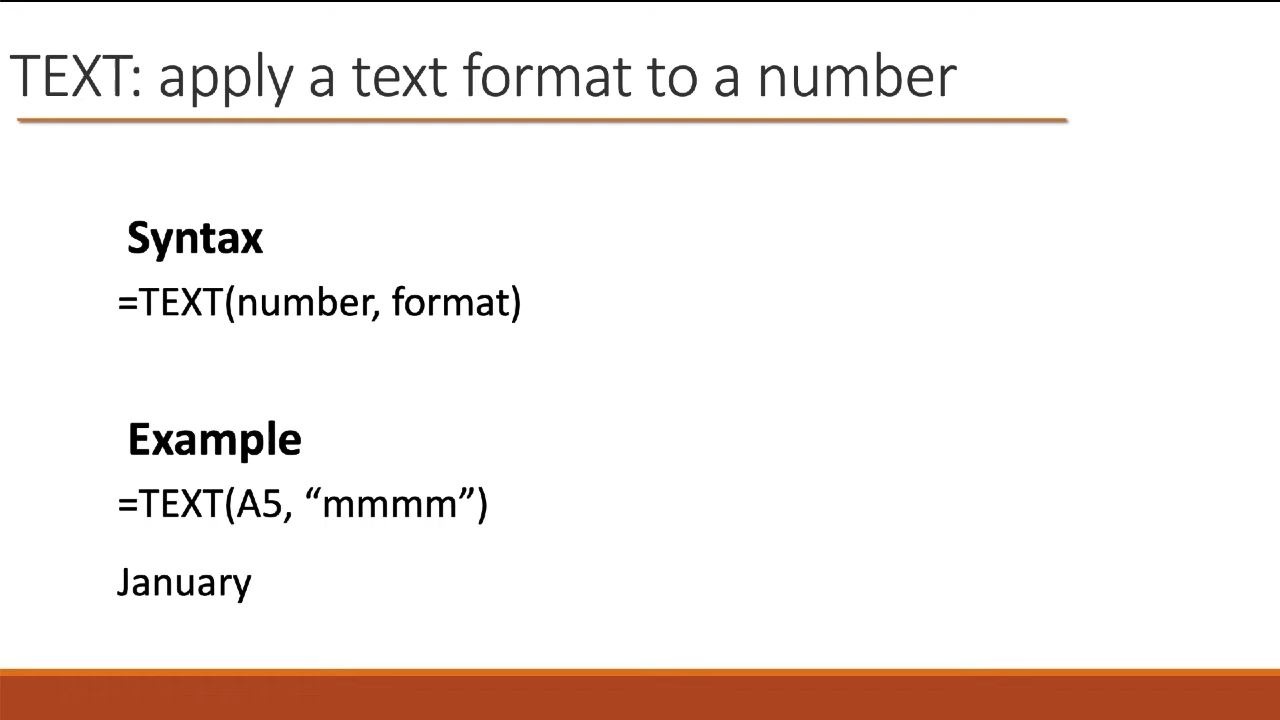 TEXT: apply a text format to a number
Syntax
=TEXT(number, format)
Example
=TEXT(A5, “mmmm”)
January